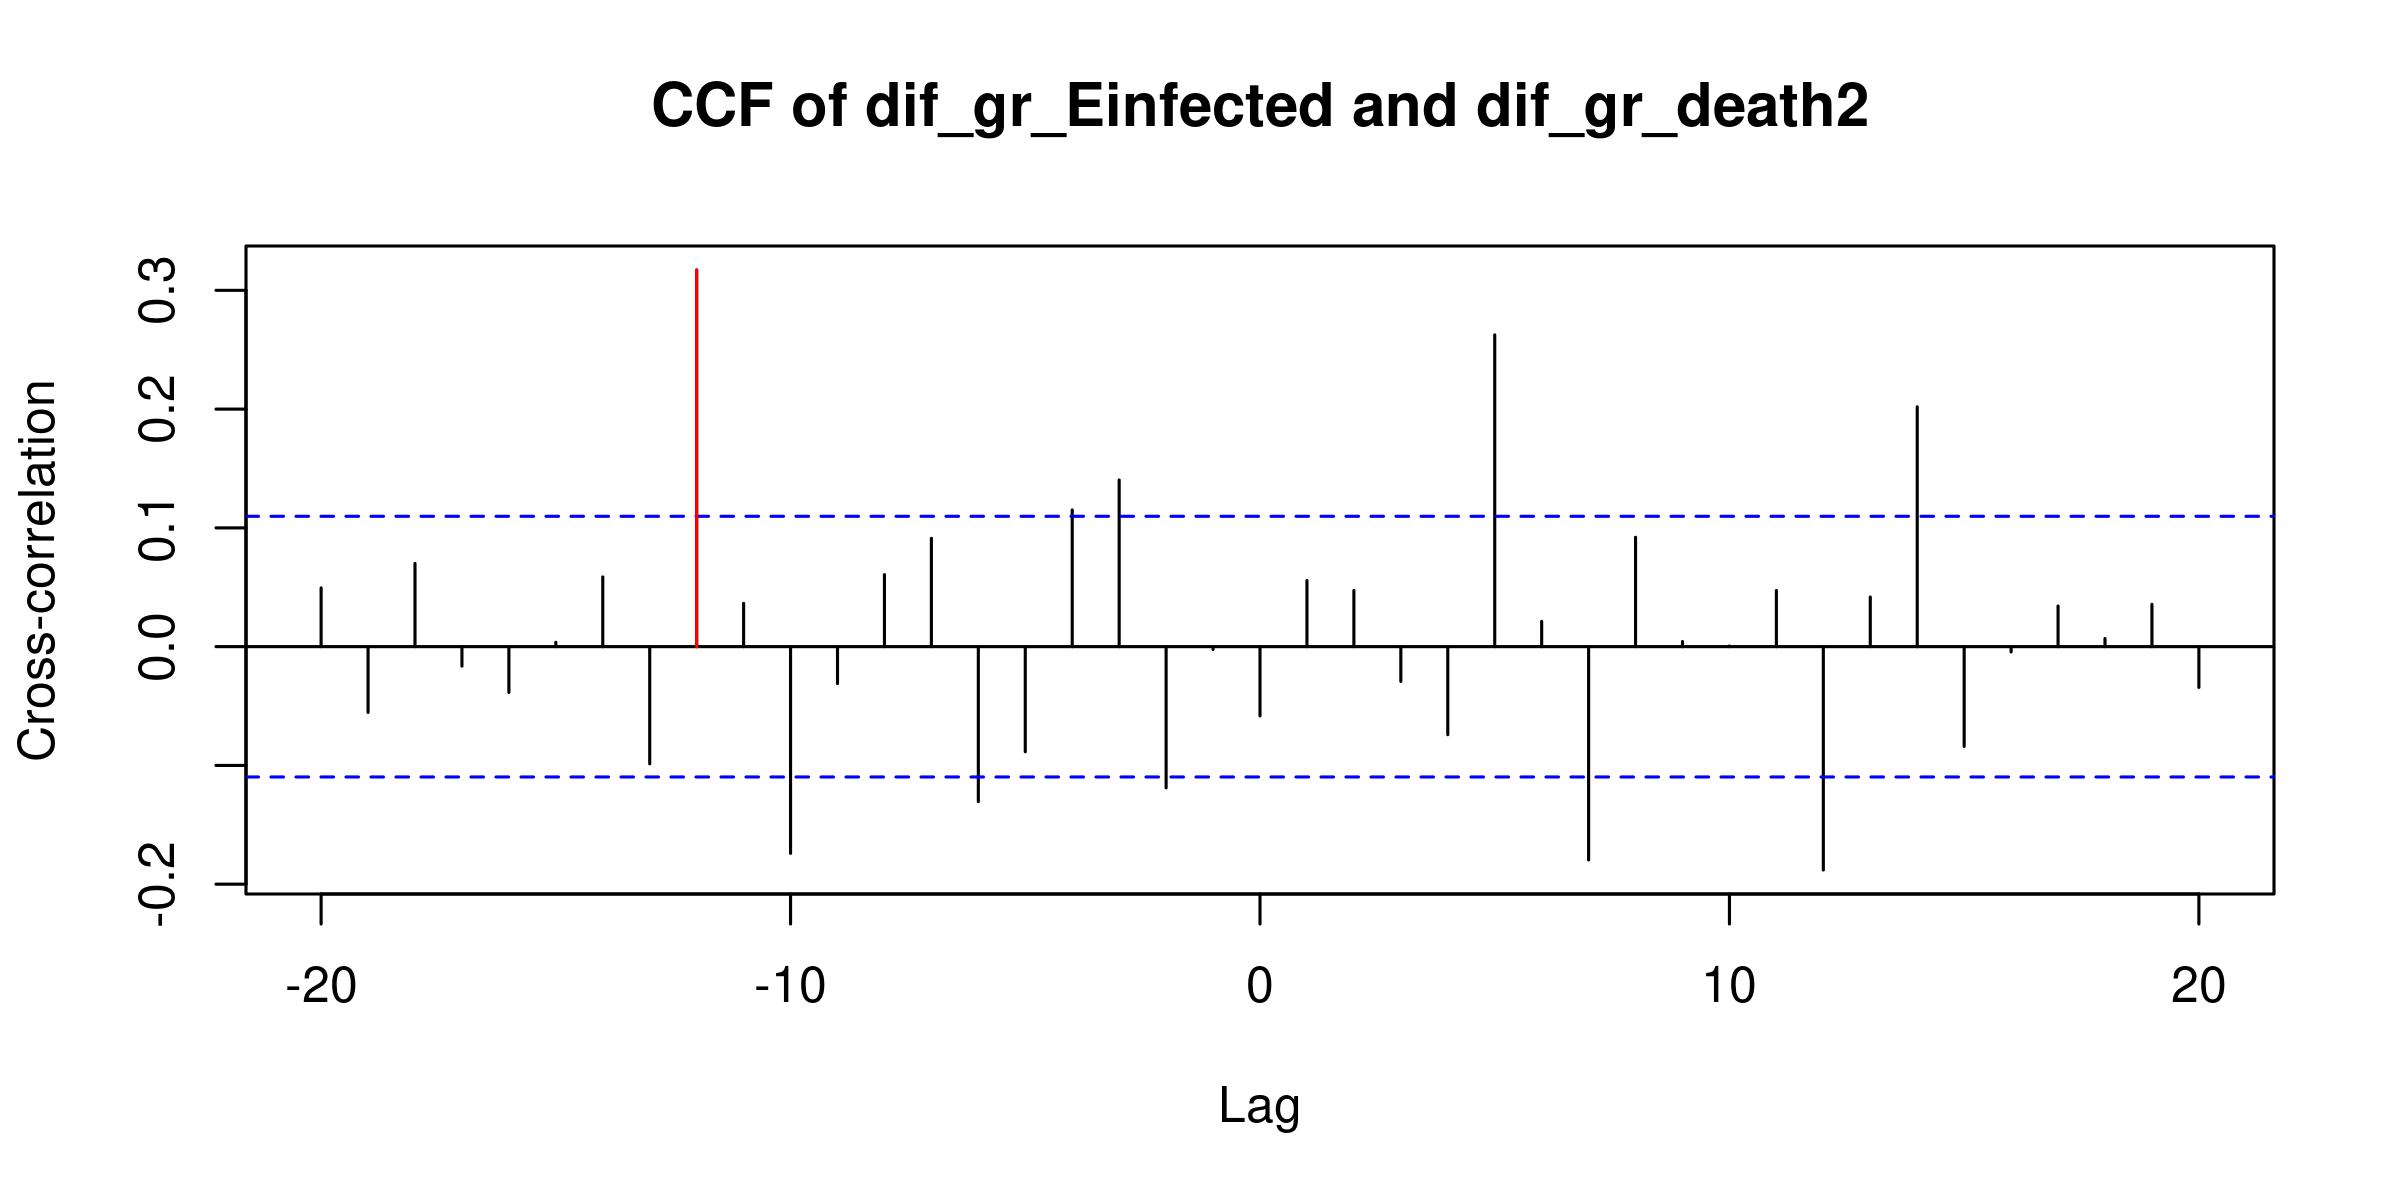 CCF of dif_gr_Einfected and dif_gr_death2
Cross-correlation
0.3
0.2
0.1
0.0
-0.2
-20 -10 0 10 20
Lag